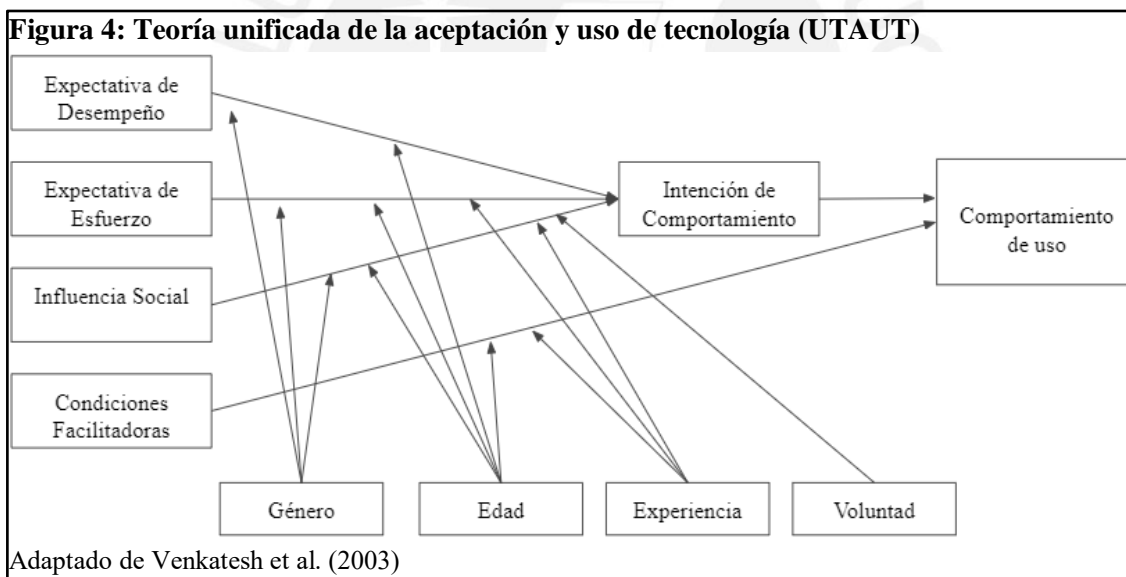 Figura 4: Teoría unificada de la aceptación y uso de tecnología (UTAUT)
Expectativa de
Desempeño
Expectativa de
Esfuerzo
Intención de
Comportamiento
Comportamiento
de uso
Influencia Social
Condiciones
Facilitadoras
Género
Edad
Experiencia
Voluntad
Adaptado de Venkatesh et al. (2003)